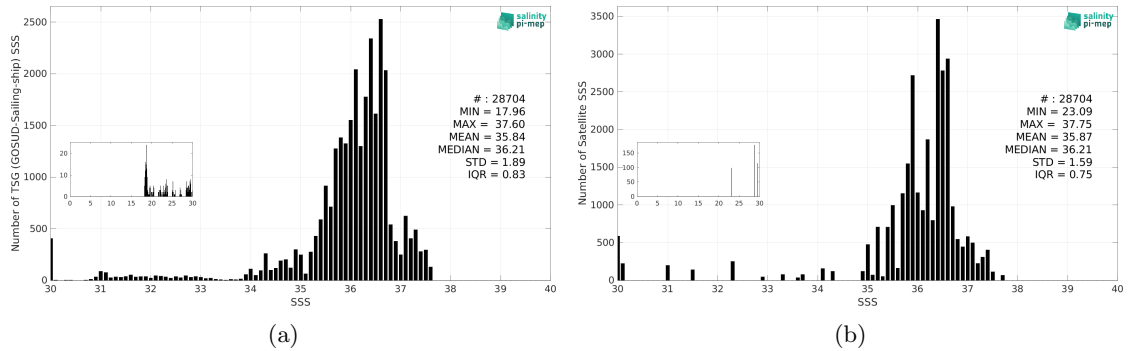 2500
2000
1500
1000
500
0
Number of TSG (GOSUD-Sailing-ship) SSS
salinity
pi-mep
# : 28704
MIN = 17.96
MAX = 37.60
MEAN = 35.84
MEDIAN = 36.21
STD = 1.89
IQR = 0.83
20
10
0
0 5 10 15 20 25 30
30 31 32 33 34 35 36 37 38 39 40
SSS
(a)
3500
3000
2500
2000
1500
1000
500
0
Number of Satellite SSS
salinity
pi-mep
# : 28704
MIN = 23.09
MAX = 37.75
MEAN = 35.87
MEDIAN = 36.21
STD = 1.59
IQR = 0.75
150
100
50
0
0 5 10 15 20 25 30
30 31 32 33 34 35 36 37 38 39 40
SSS
(b)